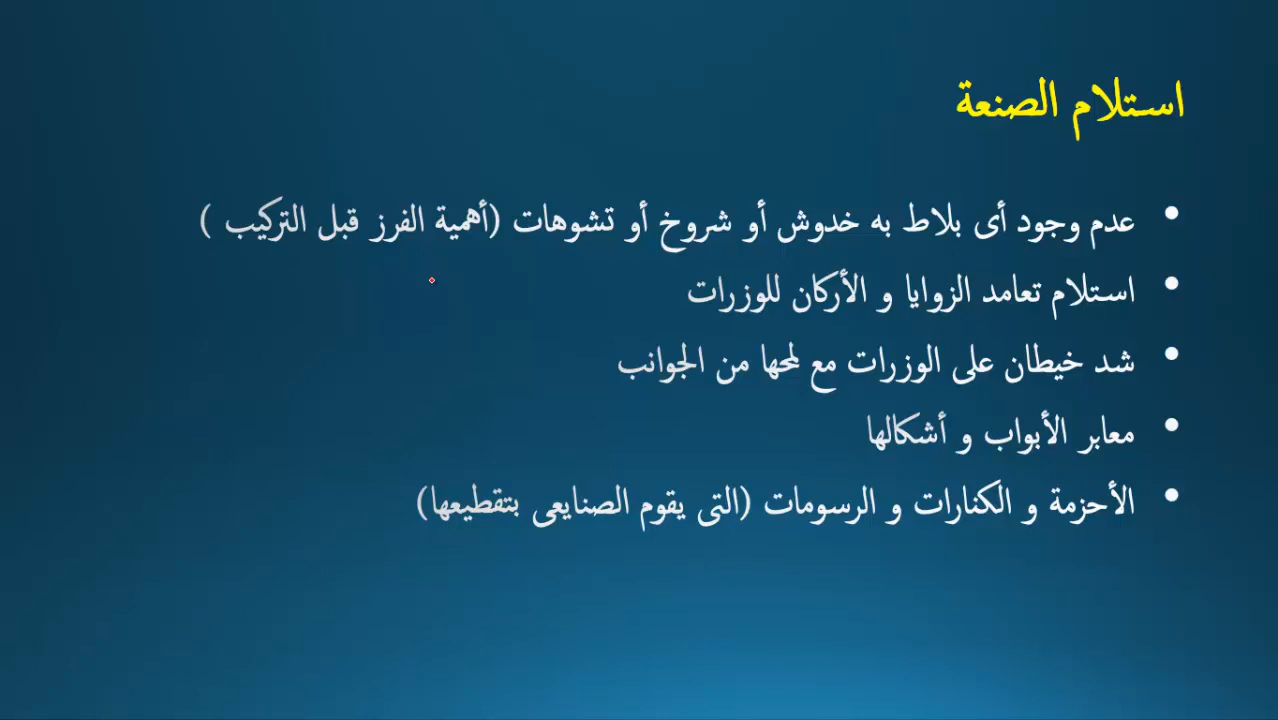 استلام الصنعة
• عدم وجود أى بلاط به خدوش أو شروخ أو تشوهات (أهمية الفرز قبل التركيب )
• استلام تعامد الزوايا و الأركان للوزرات
• شد خيطان على الوزرات مع لمحها من الجوانب
• معابر الأبواب و أشكالها
• الأحزمة و الكنارات و الرسومات (التى يقوم الصنايعى بتقطيعها)